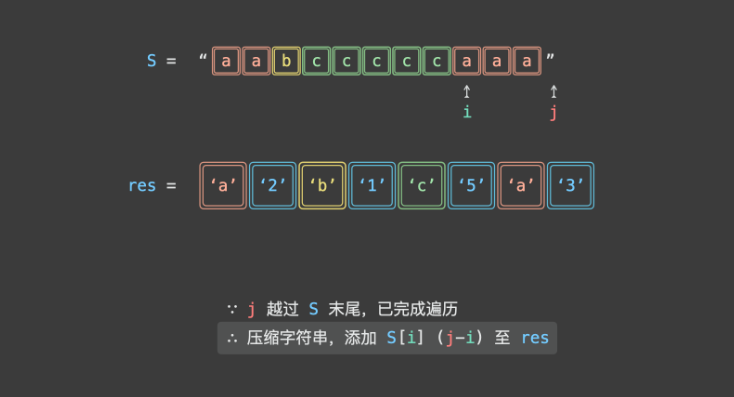 S = “ a a b c c c c c a a a ”
i j
res = ‘a’ ‘2’ ‘b’ ‘1’ ‘c’ ‘5’ ‘a’ ‘3’
∵ j 越过 S 末尾，已完成遍历
∴ 压缩字符串，添加 S[i] (j-i) 至 res